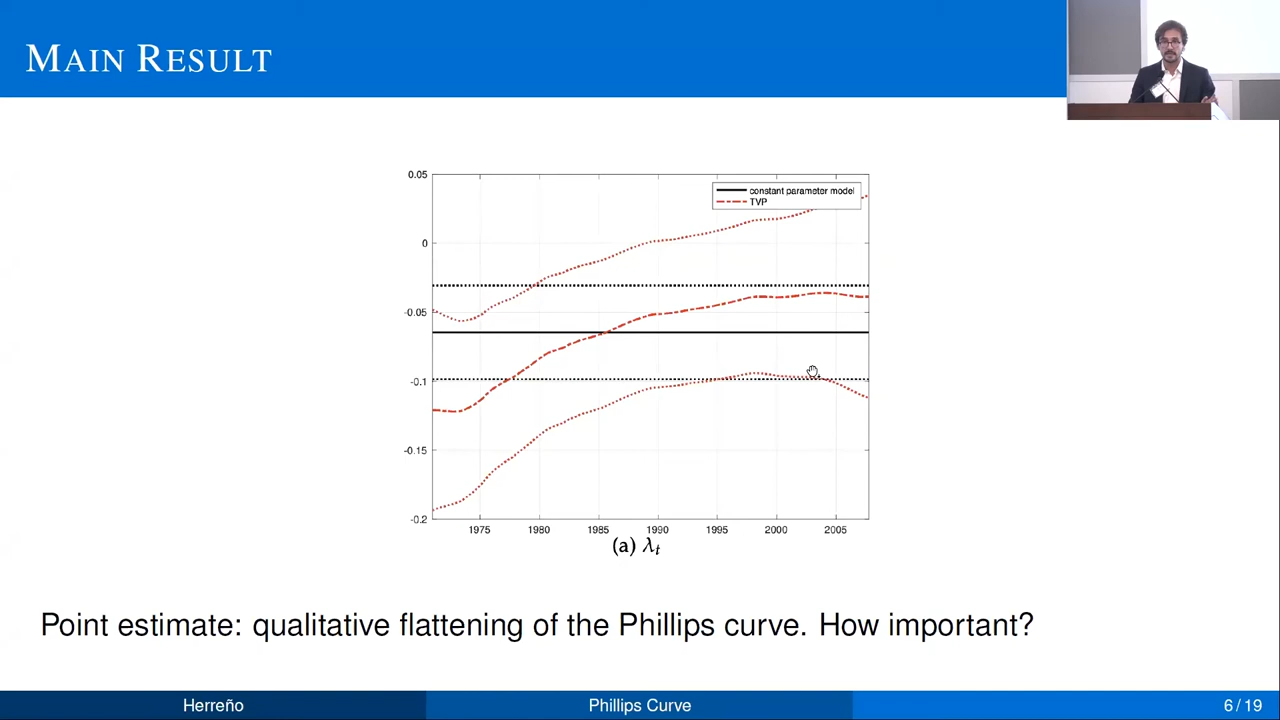 MAIN RESULT
0.05
constant parameter model
TVP
0
-0.05
-0.1
-0.15
-0.2
1975 1980 1985 1990 1995 2000 2005
(a) λt
Point estimate: qualitative flattening of the Phillips curve. How important?
Herreño Phillips Curve 6 / 19